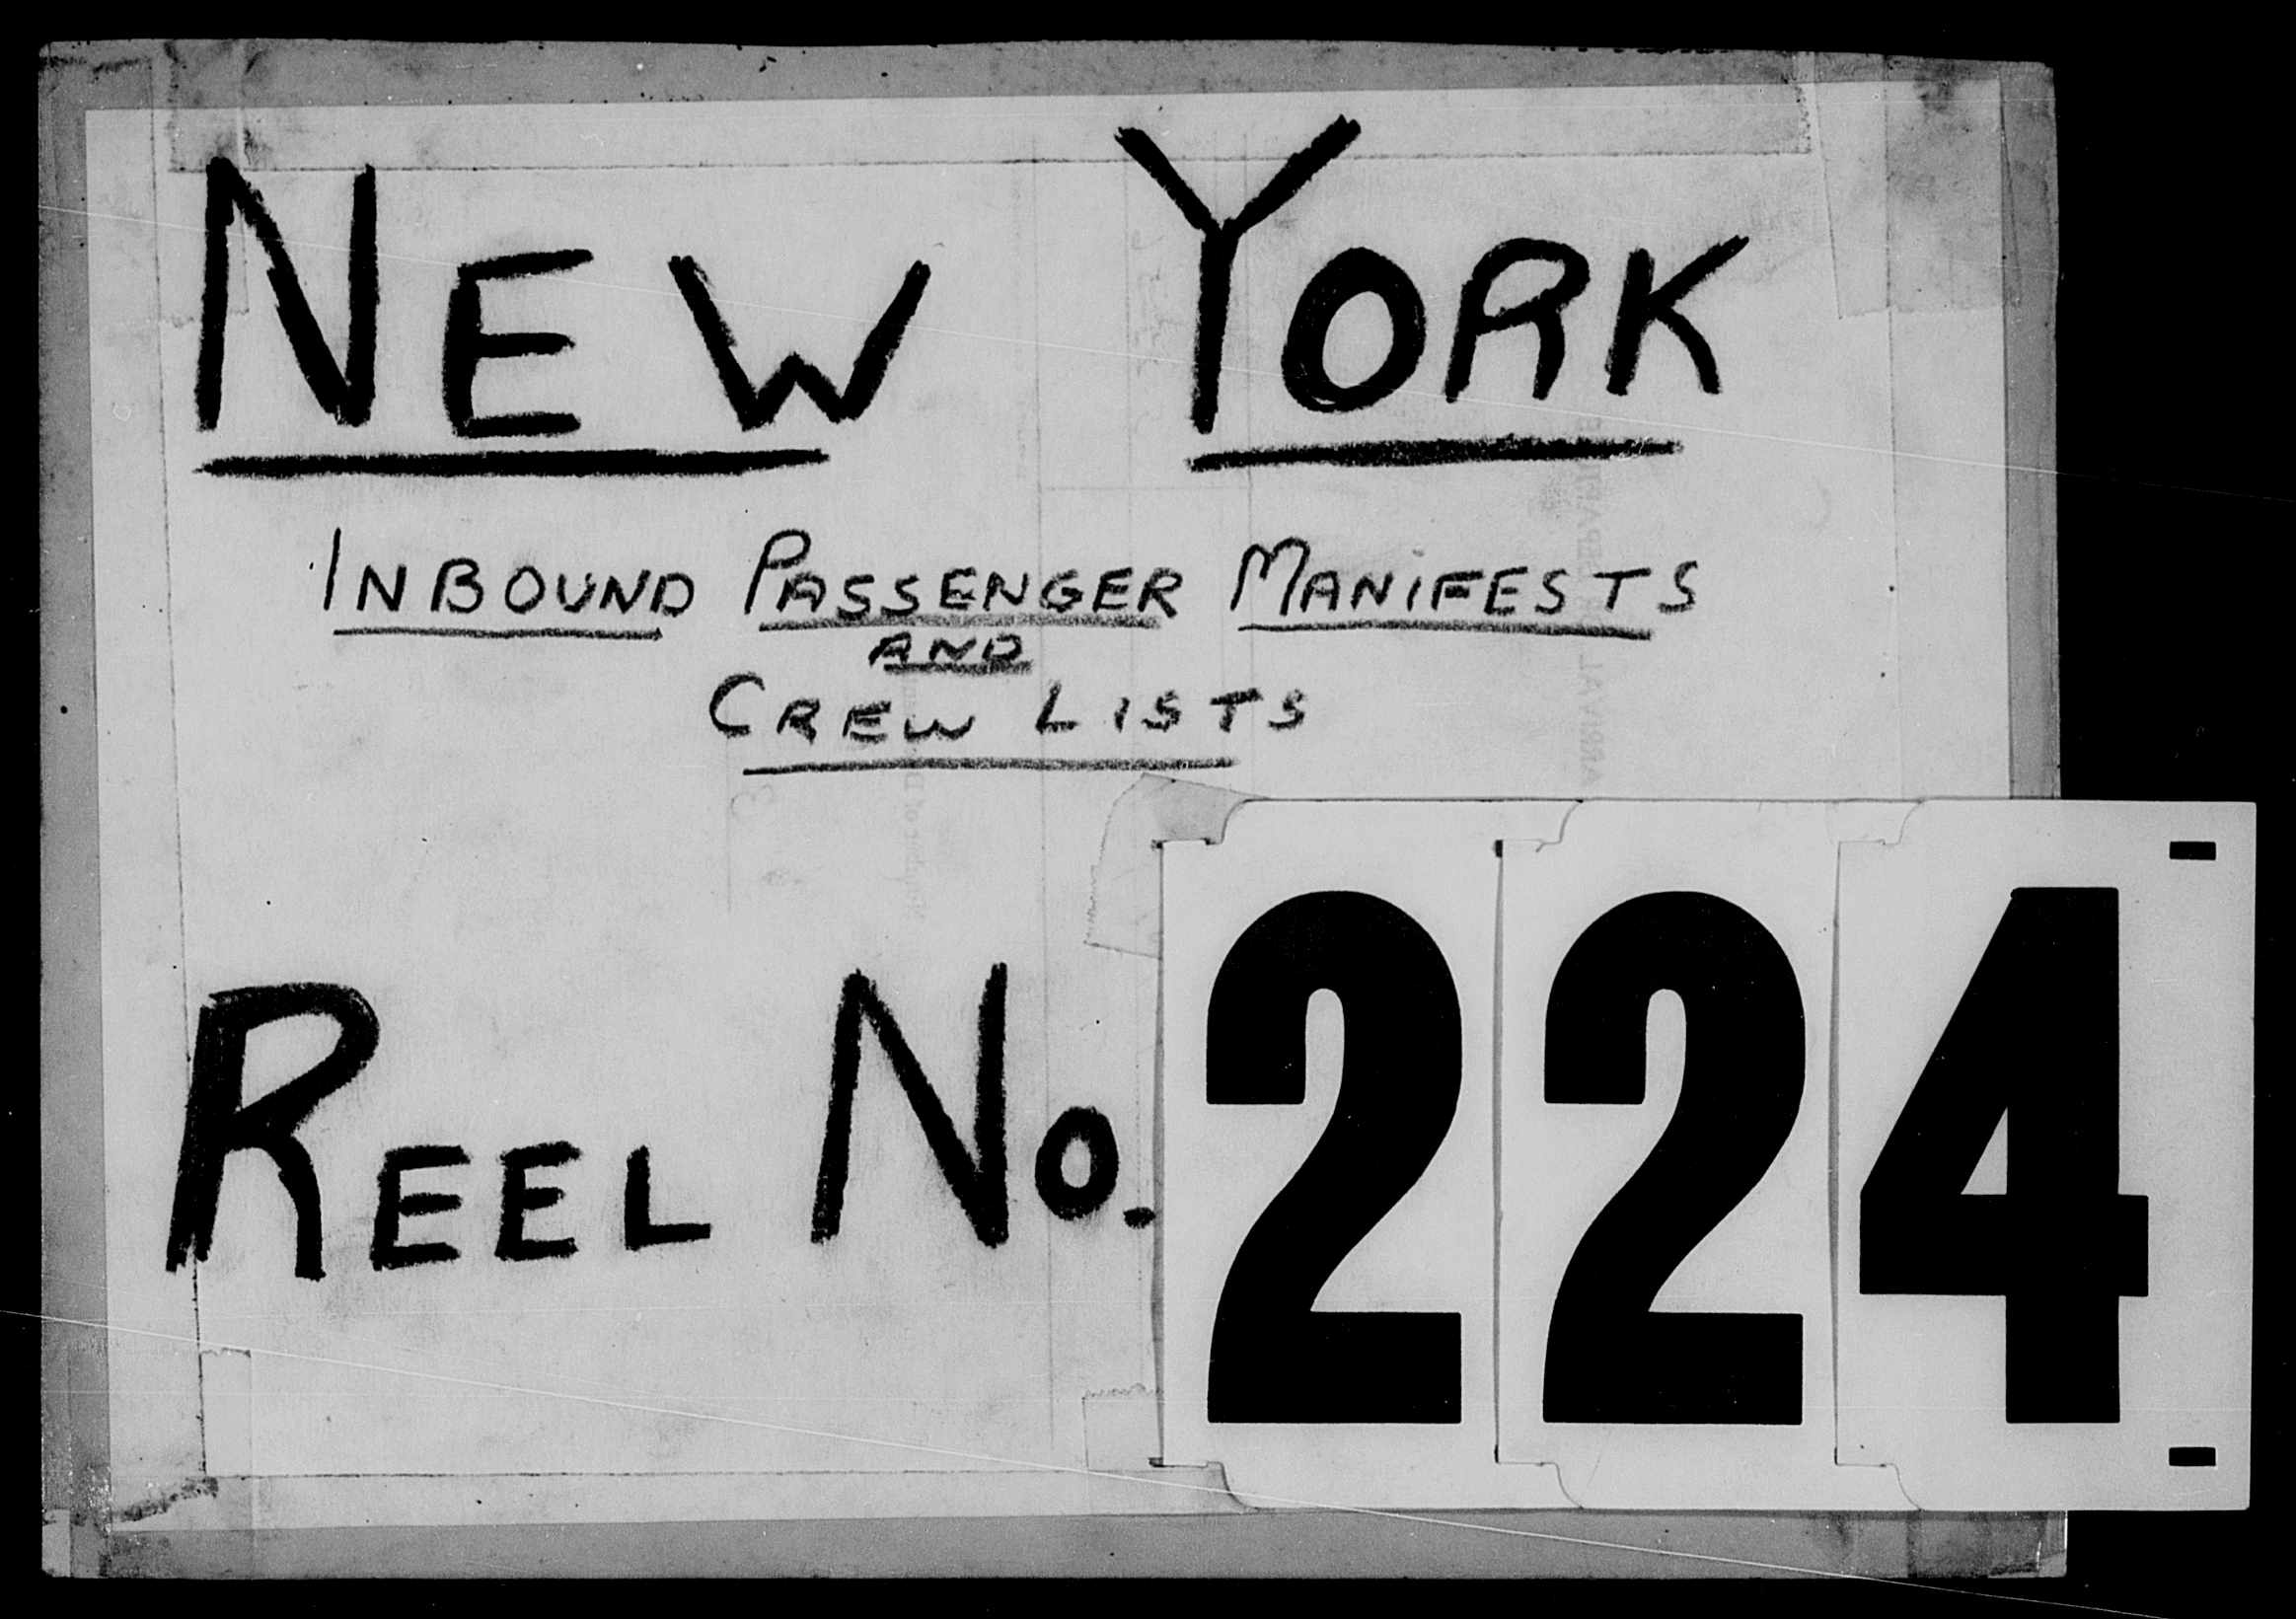 NEW YORK
INBOUND PASSENGER MANIFESTS
AND
CREW LISTS
REEL NO. 224